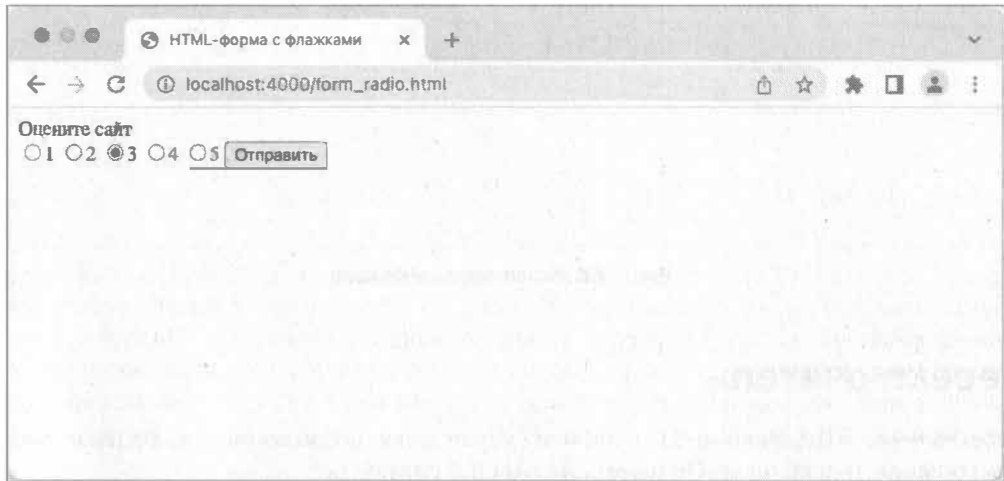 HTML-форма с флажками
localhost:4000/form_radio.html
Оцените сайт
1 2 3 4 5 Отправить